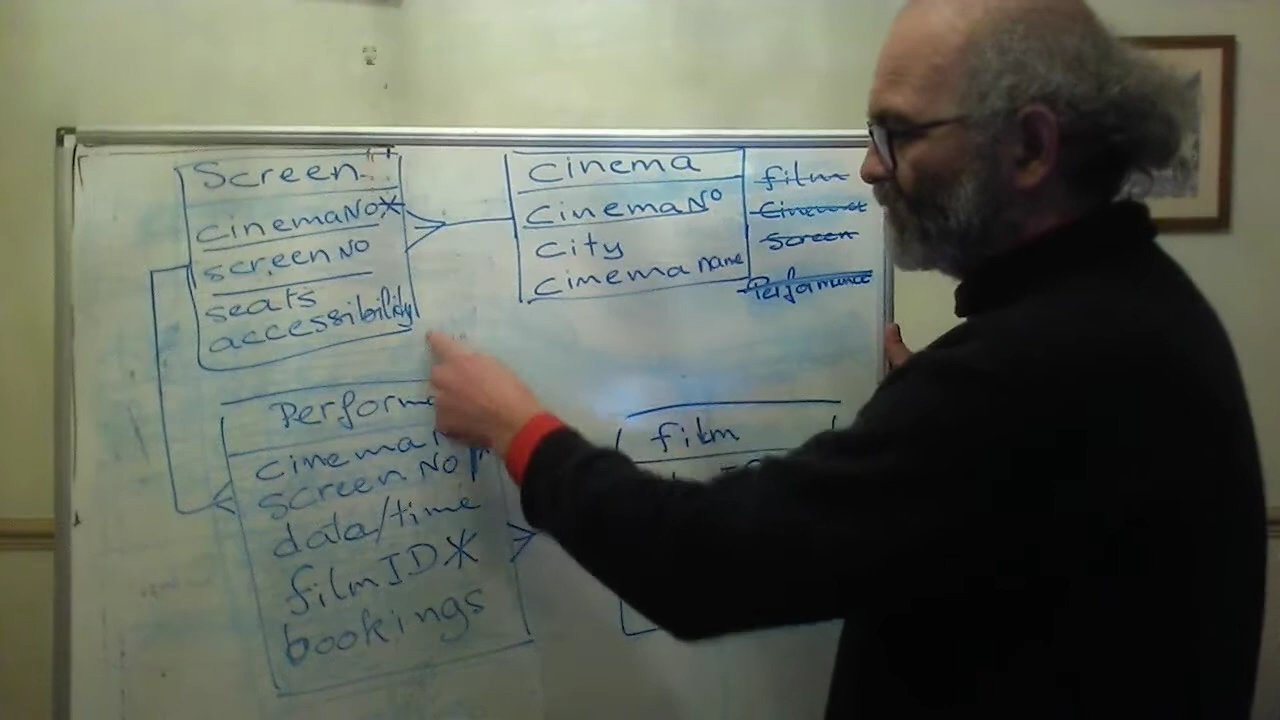 Screen
cinemaNo*
screenNo
seats
accessibility
cinema
cinemaNo
city
cinema name
film
Cinema
Screen
Performance
cinema
screenNo
data/time
filmID*
bookings
film